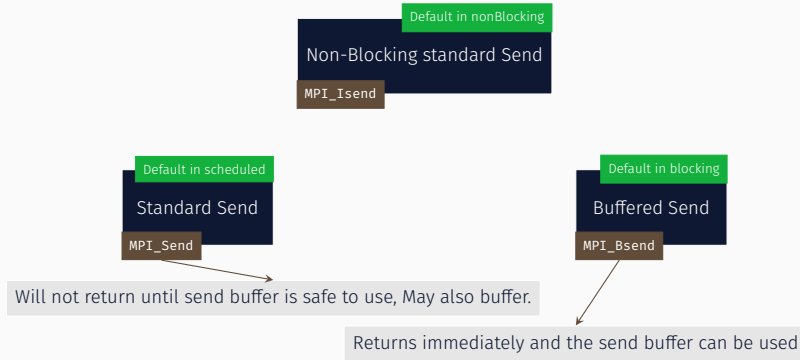 Default in nonBlocking
Non-Blocking standard Send
MPI_Isend
Default in scheduled
Standard Send
MPI_Send
Default in blocking
Buffered Send
MPI_Bsend
Will not return until send buffer is safe to use, May also buffer.
Returns immediately and the send buffer can be used